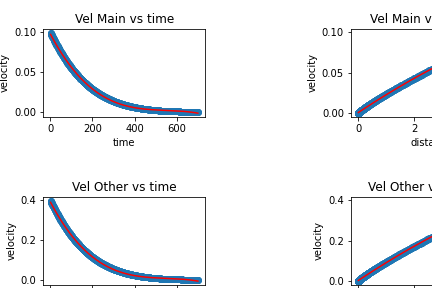 Vel Main vs time
0.10
0.05
0.00
velocity
0 200 400 600
time
Vel Main v
0.10
0.05
0.00
velocity
0 2
dista
Vel Other vs time
0.4
0.2
0.0
velocity
Vel Other v
0.4
0.2
0.0
velocity